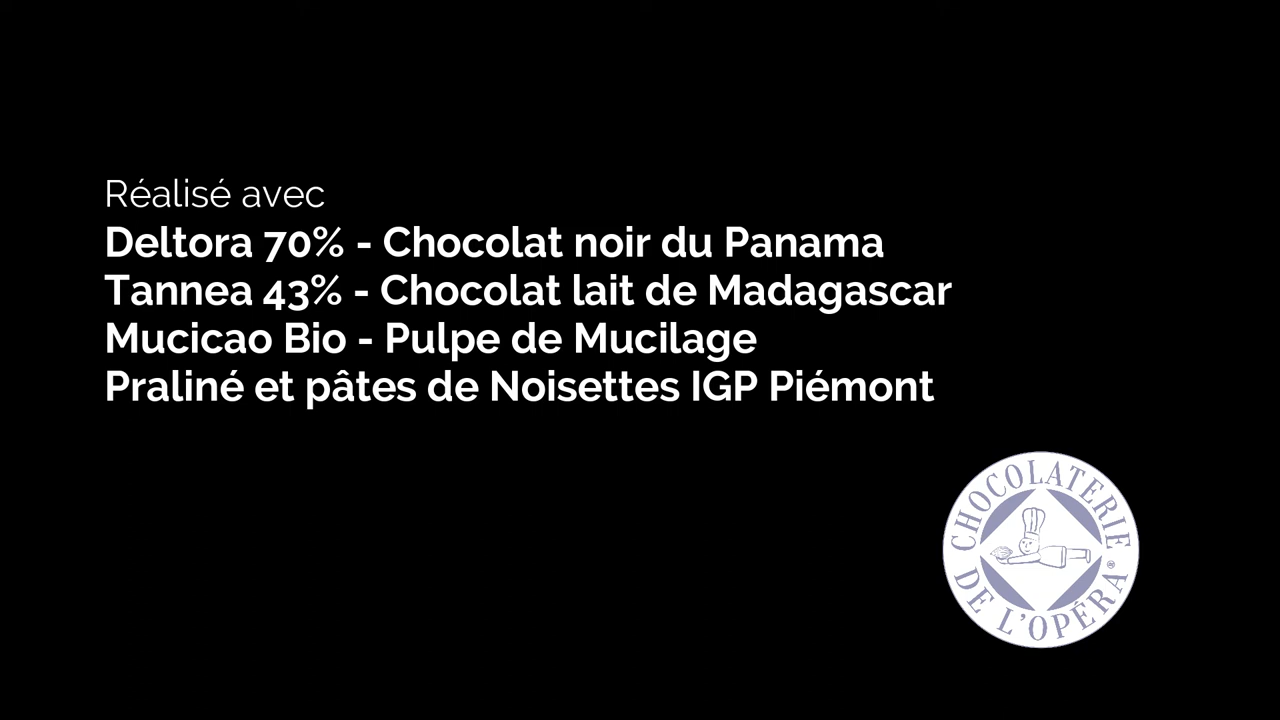 Réalisé avec
Deltora 70% - Chocolat noir du Panama
Tannea 43% - Chocolat lait de Madagascar
Mucicao Bio - Pulpe de Mucilage
Praliné et pâtes de Noisettes IGP Piémont
CHOCOLATERIE
DE L'OPÉRA®